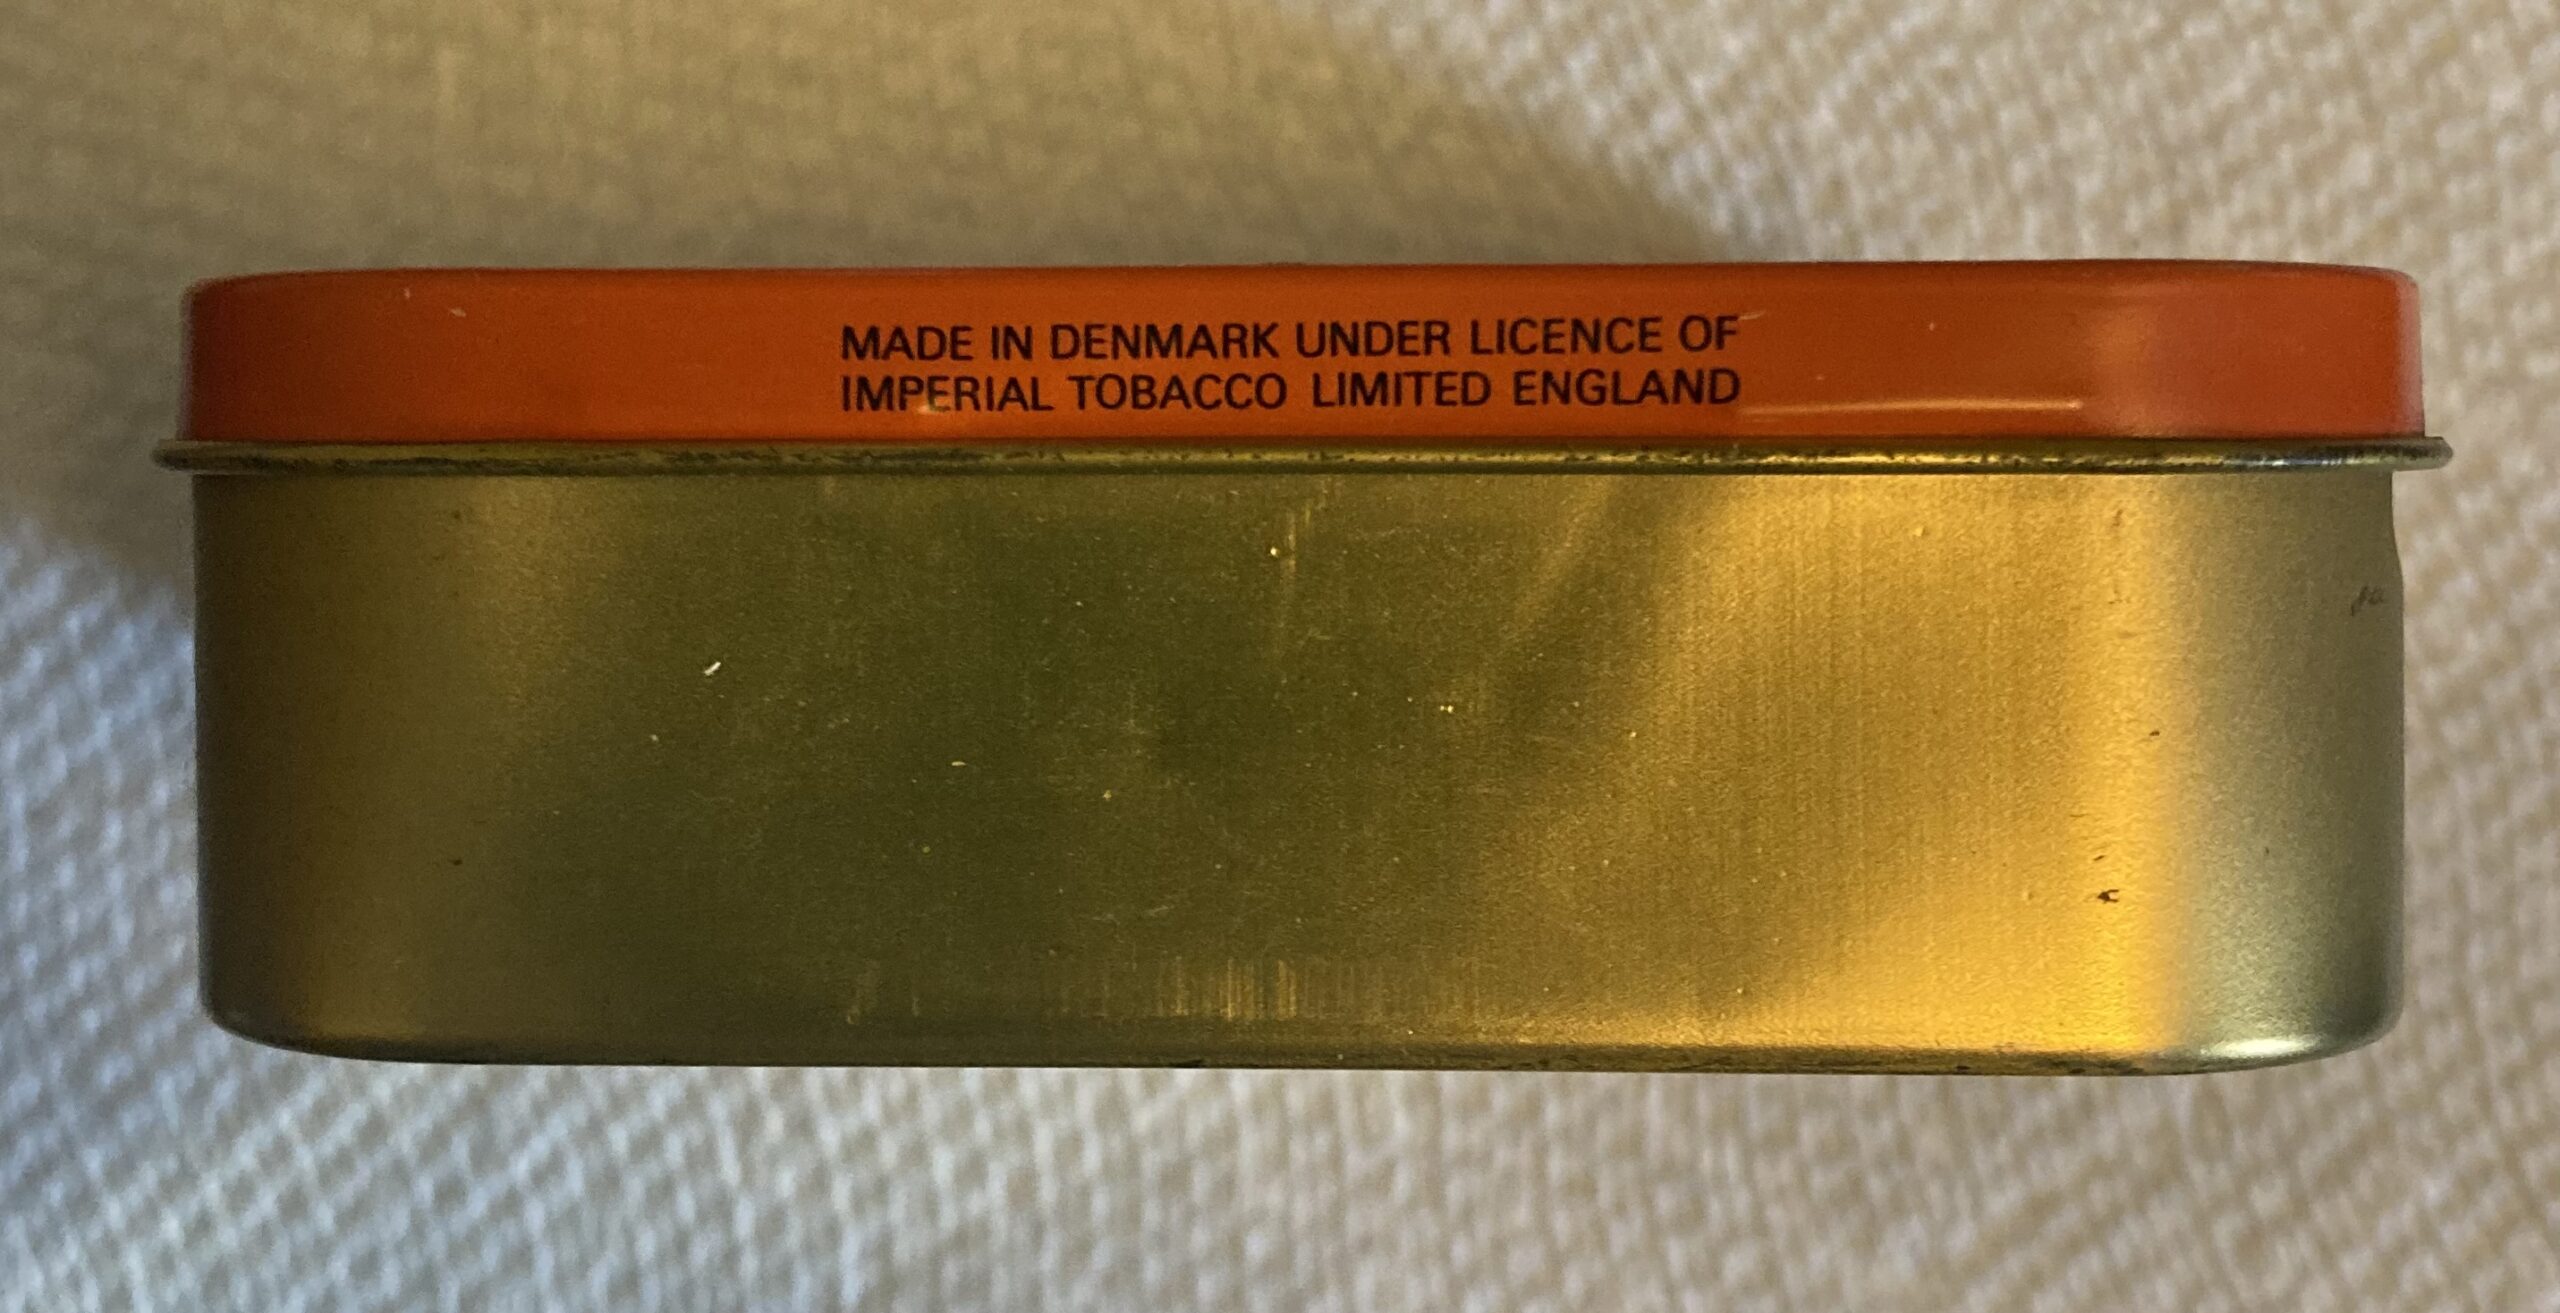 MADE IN DENMARK UNDER LICENCE OF
IMPERIAL TOBACCO LIMITED ENGLAND